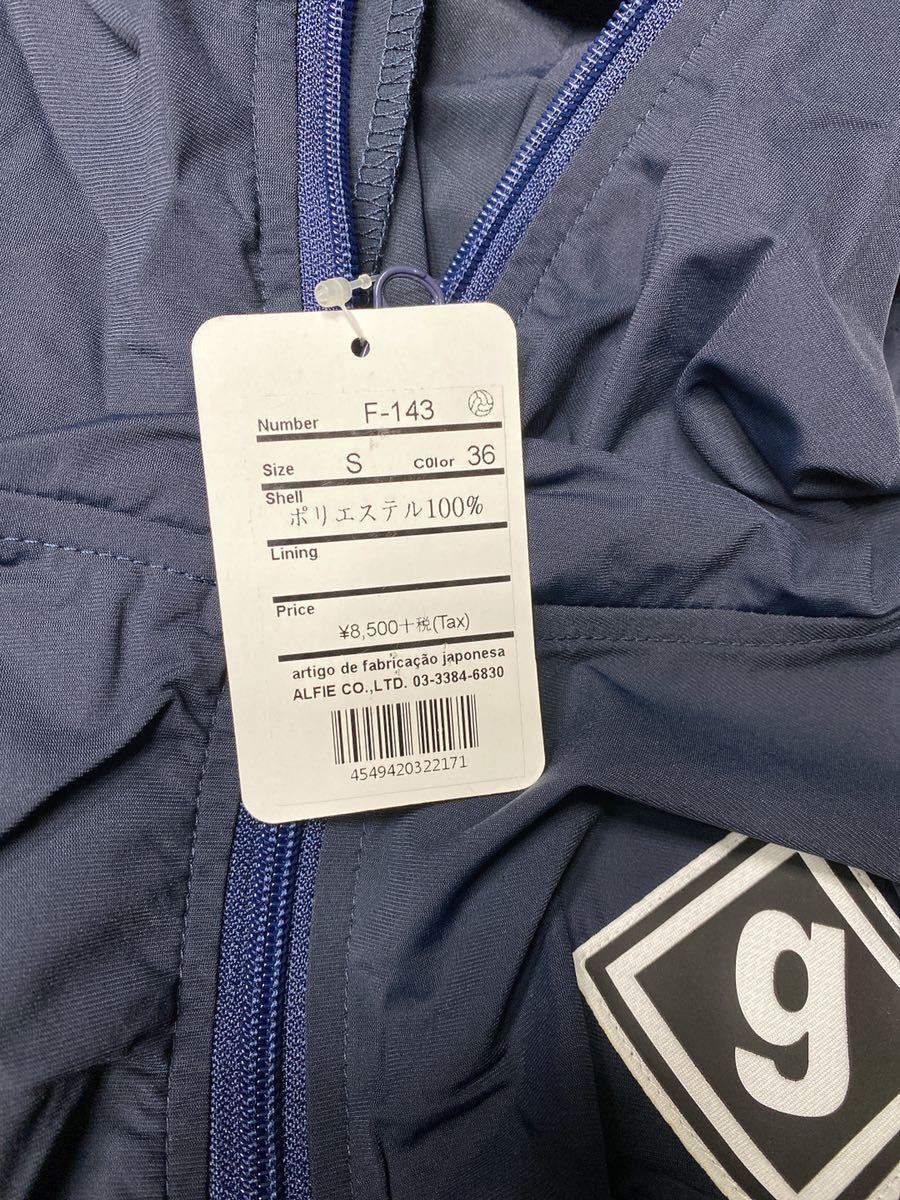 Number F-143
Size S C0lor 36
Shell
ポリエステル100%
Lining
Price
¥8,500+税(Tax)
artigo de fabricação japonesa
ALFIE CO.,LTD. 03-3384-6830
4549420322171
g